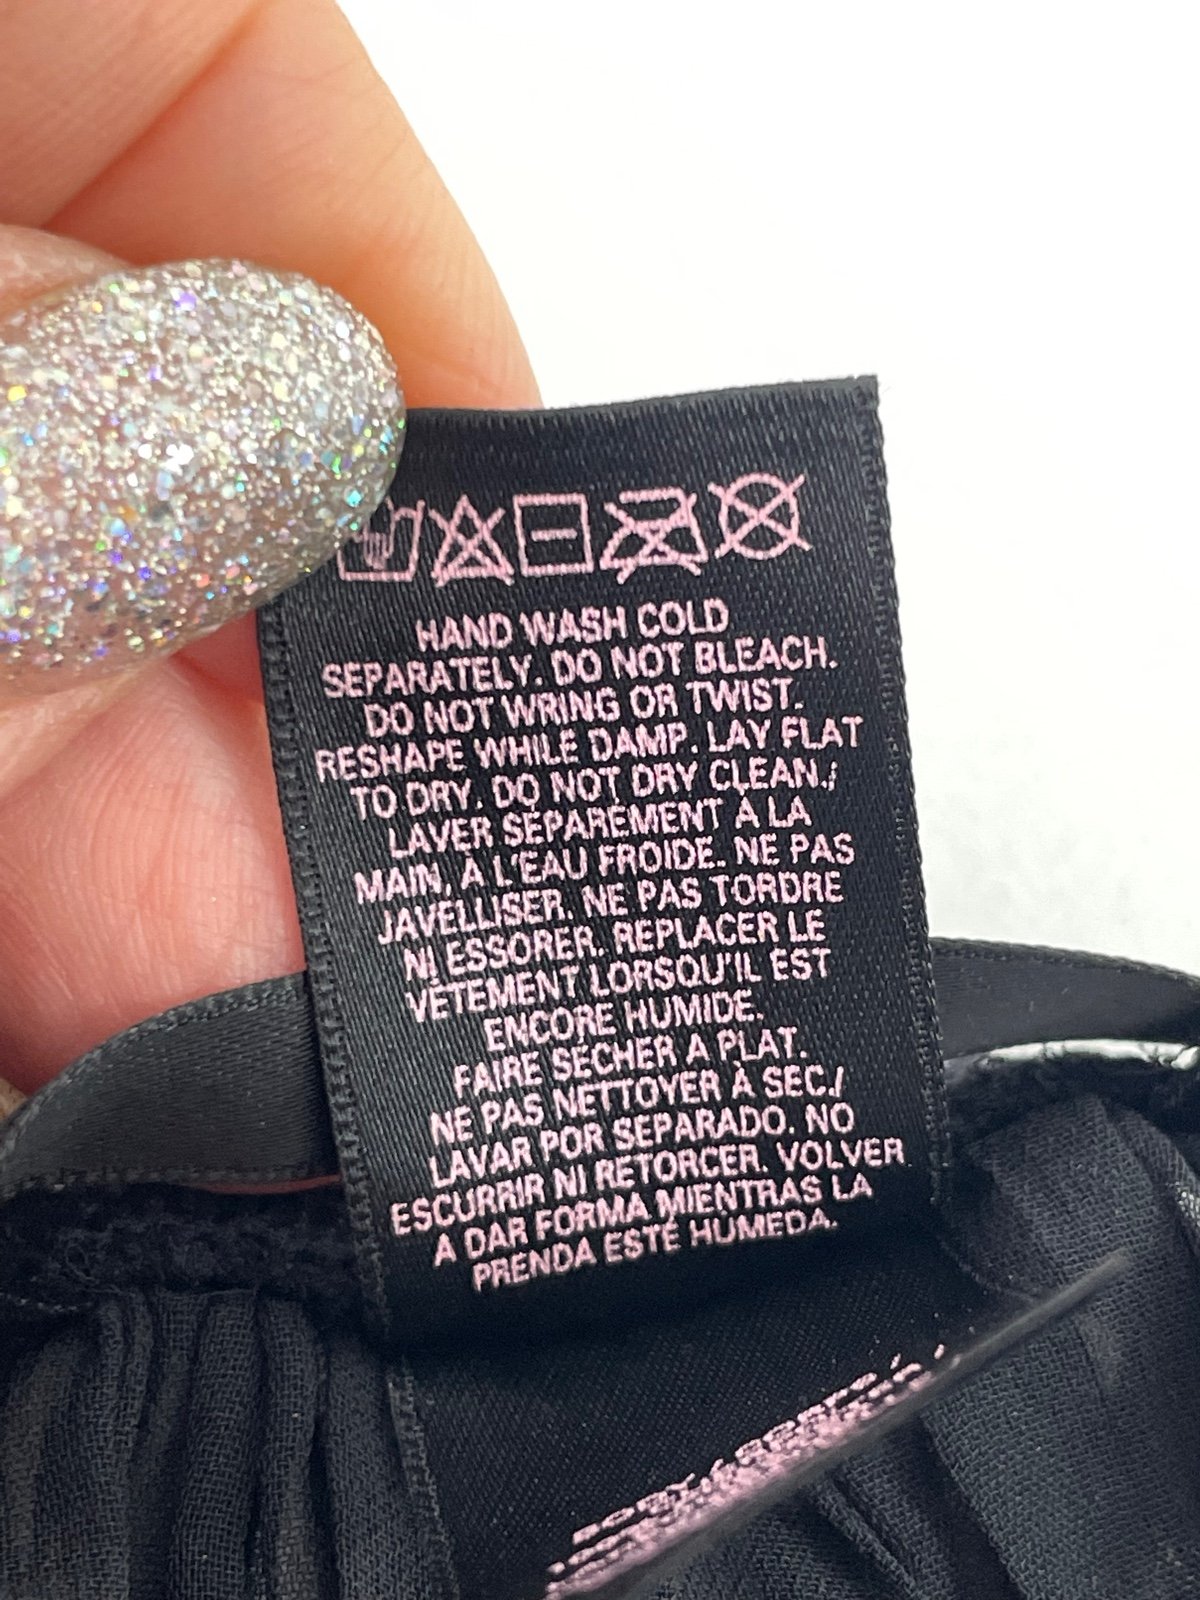 HAND WASH COLD
SEPARATELY. DO NOT BLEACH.
DO NOT WRING OR TWIST.
RESHAPE WHILE DAMP. LAY FLAT
TO DRY. DO NOT DRY CLEAN./
LAVER SÉPARÉMENT À LA
MAIN, À L'EAU FROIDE. NE PAS
JAVELLISER. NE PAS TORDRE
NI ESSORER. REPLACER LE
VÊTEMENT LORSQU'IL EST
ENCORE HUMIDE.
FAIRE SÉCHER À PLAT.
NE PAS NETTOYER À SEC./
LAVAR POR SEPARADO. NO
ESCURRIR NI RETORCER. VOLVER
A DAR FORMA MIENTRAS LA
PRENDA ESTÉ HUMEDA.